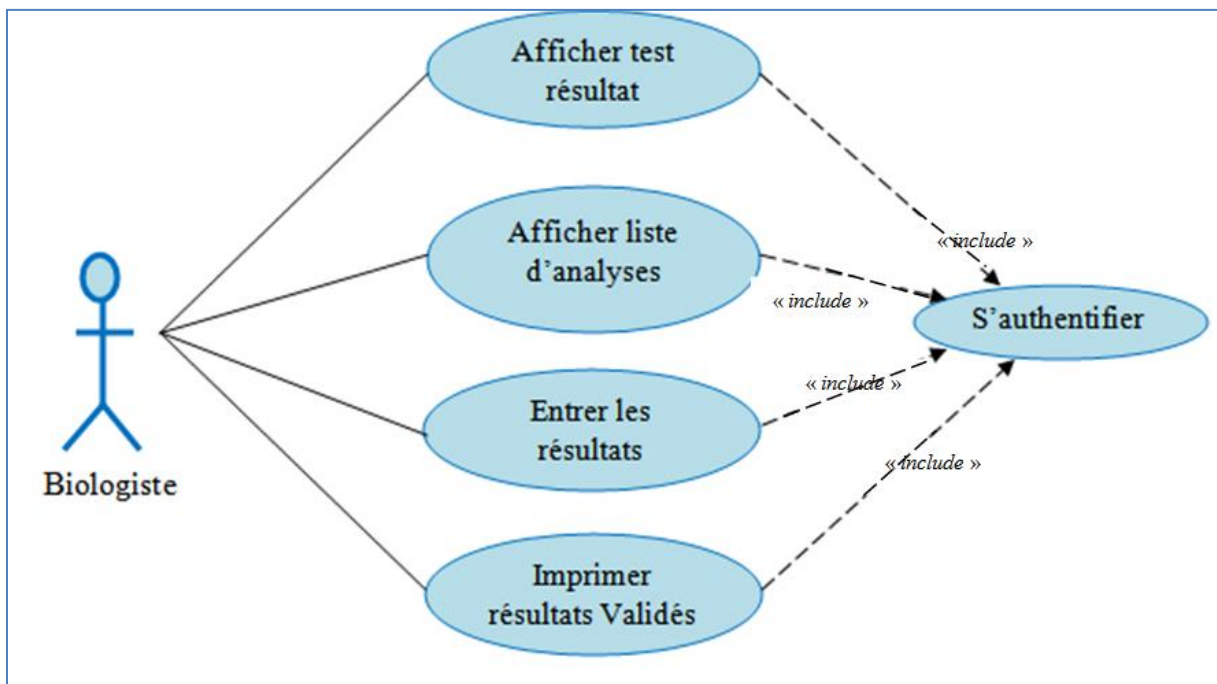 Afficher test
résultat
« include »
Afficher liste
d'analyses
« include »
S'authentifier
« include »
Entrer les
résultats
« include »
Biologiste
Imprimer
résultats Validés